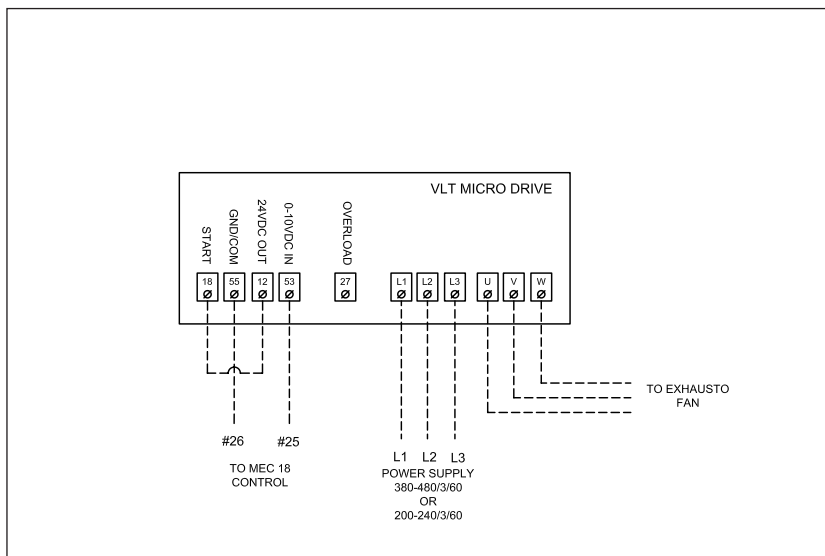 VLT MICRO DRIVE
START
GND/COM
24VDC OUT
0-10VDC IN
OVERLOAD
18
55
12
53
27
L1
L2
L3
U
V
W
TO EXHAUSTO
FAN
#26
#25
TO MEC 18
CONTROL
L1
L2
L3
POWER SUPPLY
380-480/3/60
OR
200-240/3/60